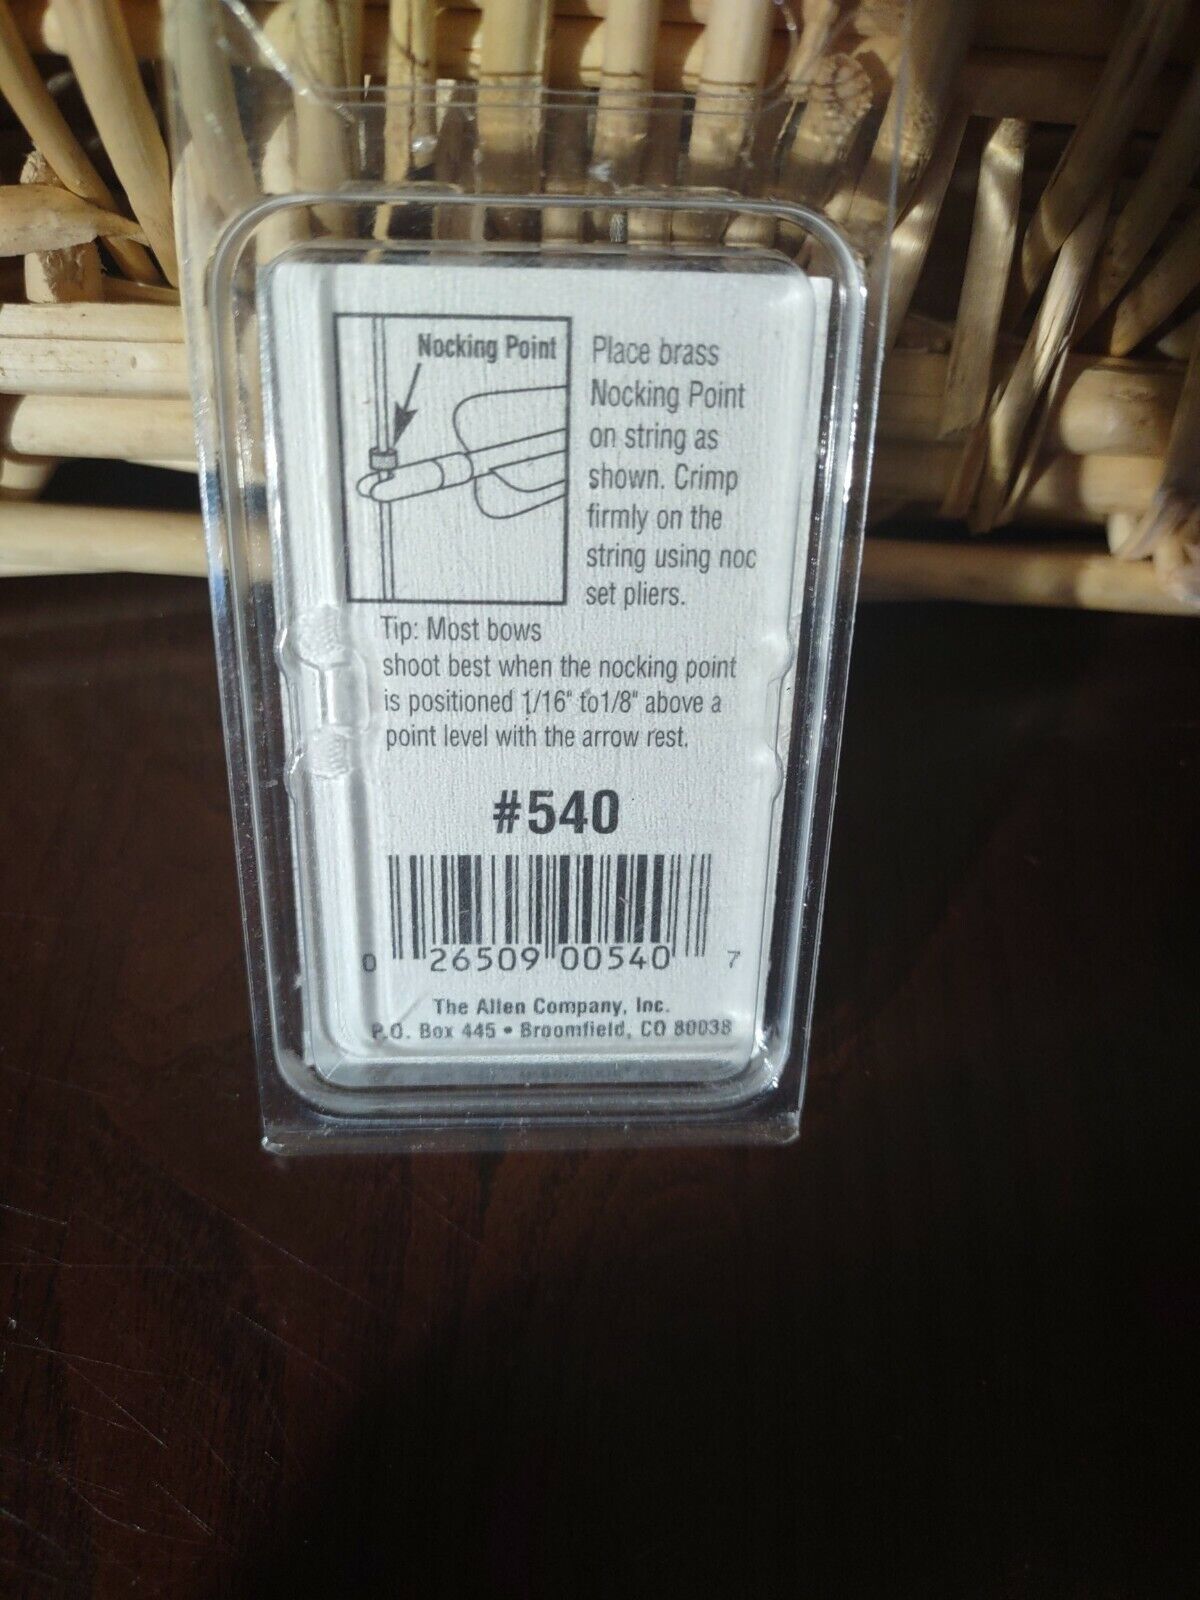 Nocking Point
Place brass
Nocking Point
on string as
shown. Crimp
firmly on the
string using noc
set pliers.
Tip: Most bows
shoot best when the nocking point
is positioned 1/16" to1/8" above a
point level with the arrow rest.
#540
0 26509 00540 7
The Allen Company, Inc.
P.O. Box 445 • Broomfield, CO 80038